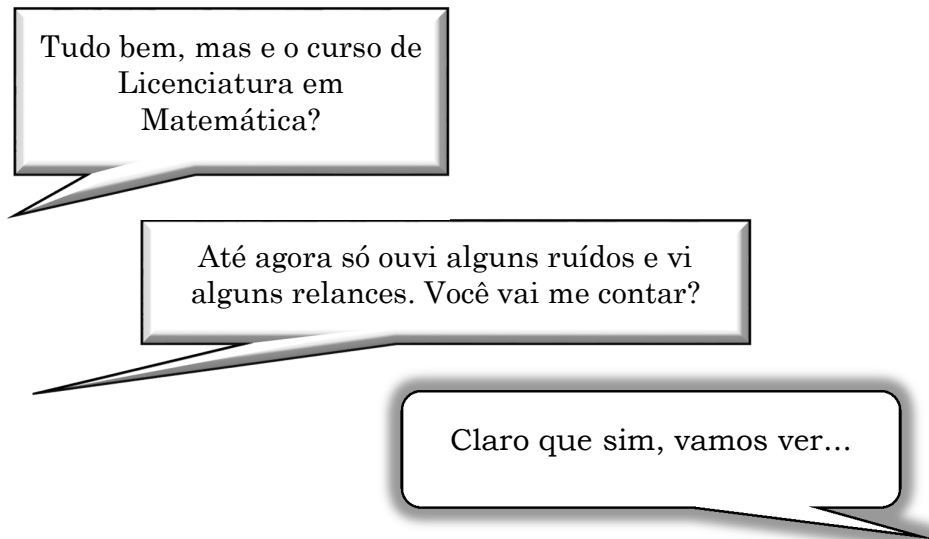 Tudo bem, mas e o curso de
Licenciatura em
Matemática?
Até agora só ouvi alguns ruídos e vi
alguns relances. Você vai me contar?
Claro que sim, vamos ver...